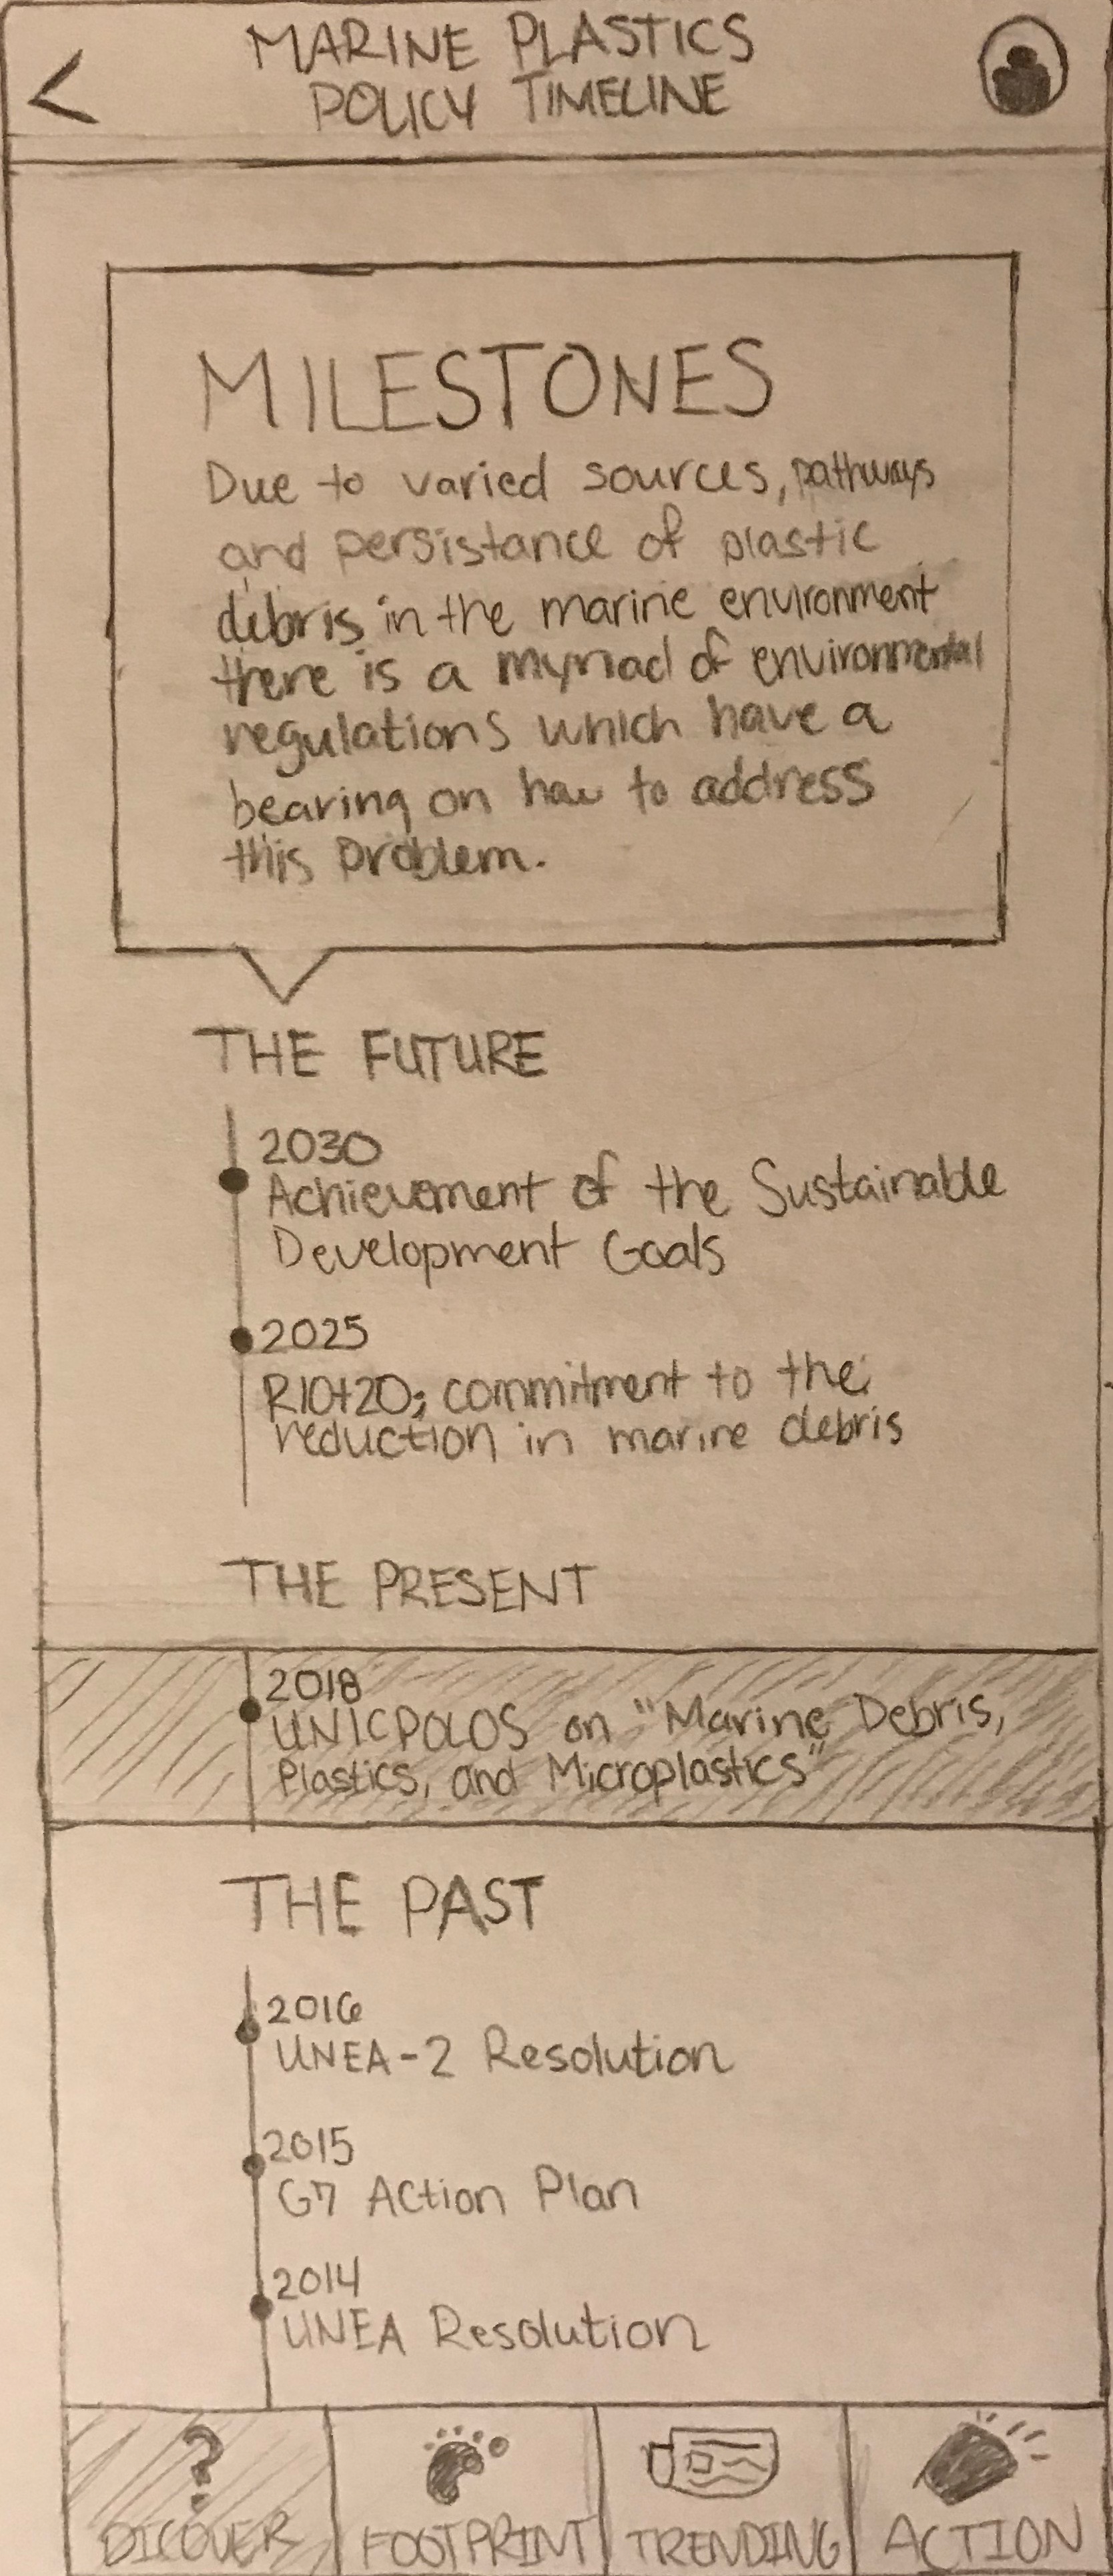 MARINE PLASTICS
POLICY TIMELINE
MILESTONES
Due to varied sources, pathways
and persistance of plastic
debris in the marine environment
there is a myriad of environmental
regulations which have a
bearing on how to address
this problem.
THE FUTURE
2030
Achievement of the Sustainable
Development Goals
2025
RIO+20; commitment to the
reduction in marine debris
THE PRESENT
2018
UNICPOLOS on "Marine Debris,
Plastics, and Microplastics"
THE PAST
2016
UNEA-2 Resolution
2015
G7 Action Plan
2014
UNEA Resolution
?
DICOVER FOOTPRINT TRENDING ACTION